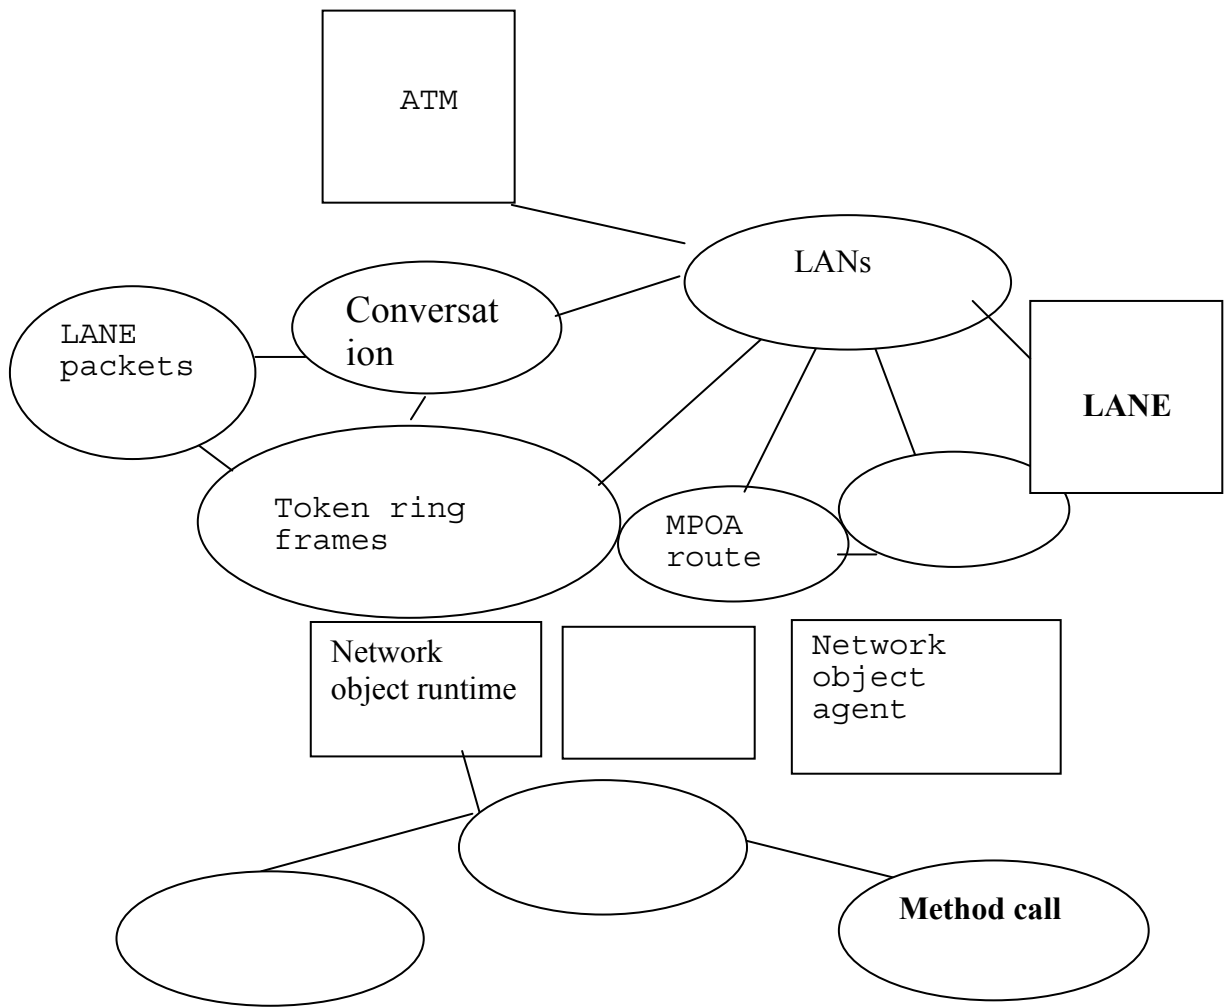 ATM
LANs
Conversat
ion
LANE
packets
LANE
Token ring
frames
MPOA
route
Network
object runtime
Network
object
agent
Method call